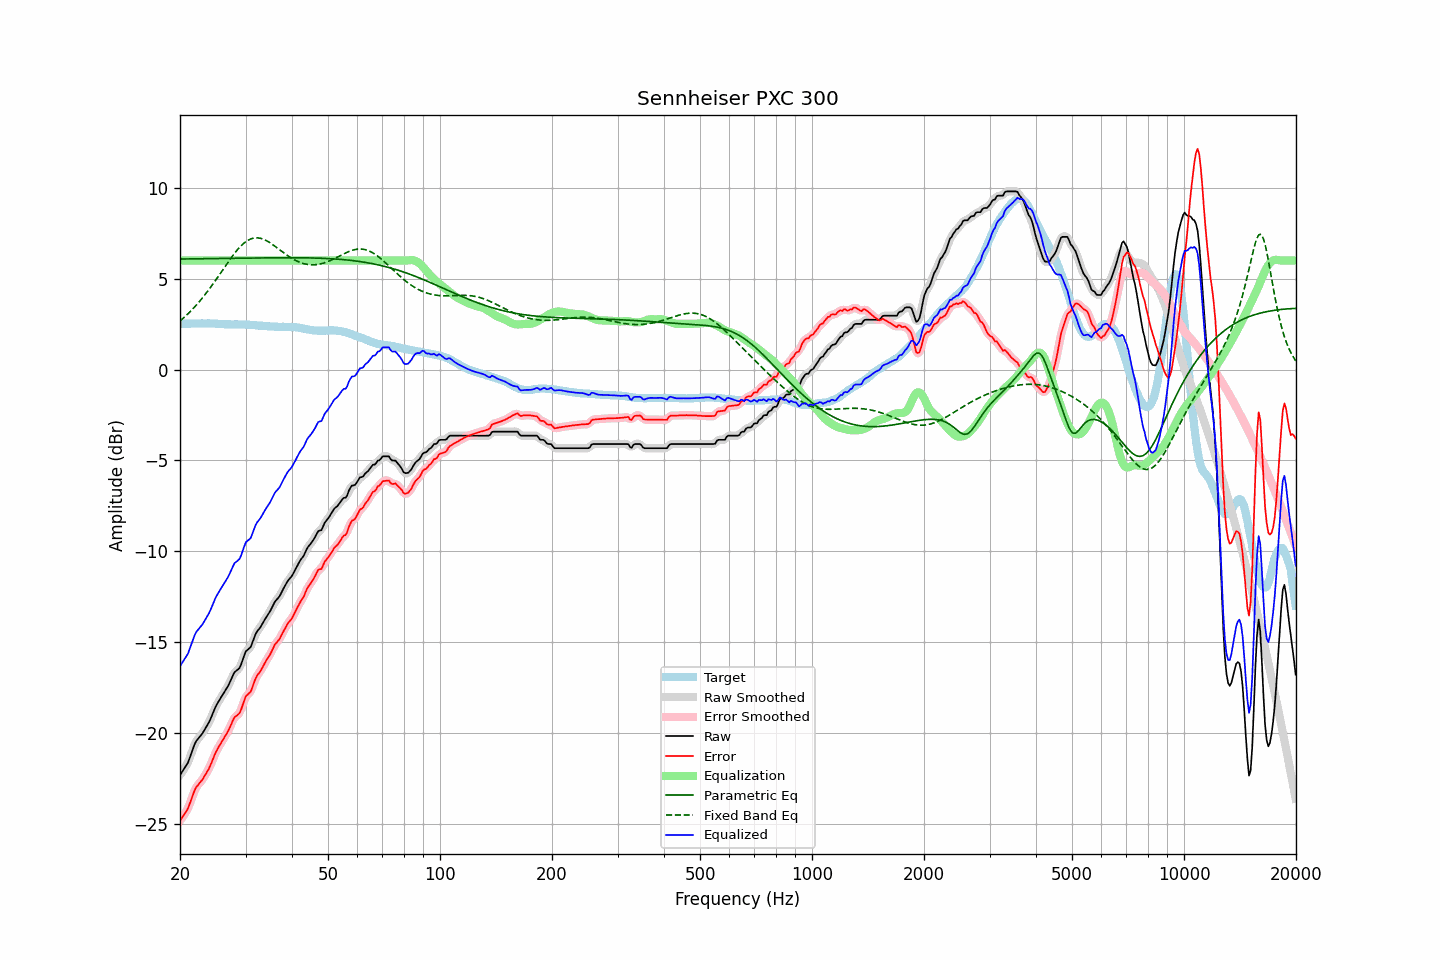 Sennheiser PXC 300
Amplitude (dBr)
10
5
0
−5
−10
−15
−20
−25
20
50
100
200
500
1000
2000
5000
10000
20000
Frequency (Hz)
Target
Raw Smoothed
Error Smoothed
Raw
Error
Equalization
Parametric Eq
Fixed Band Eq
Equalized